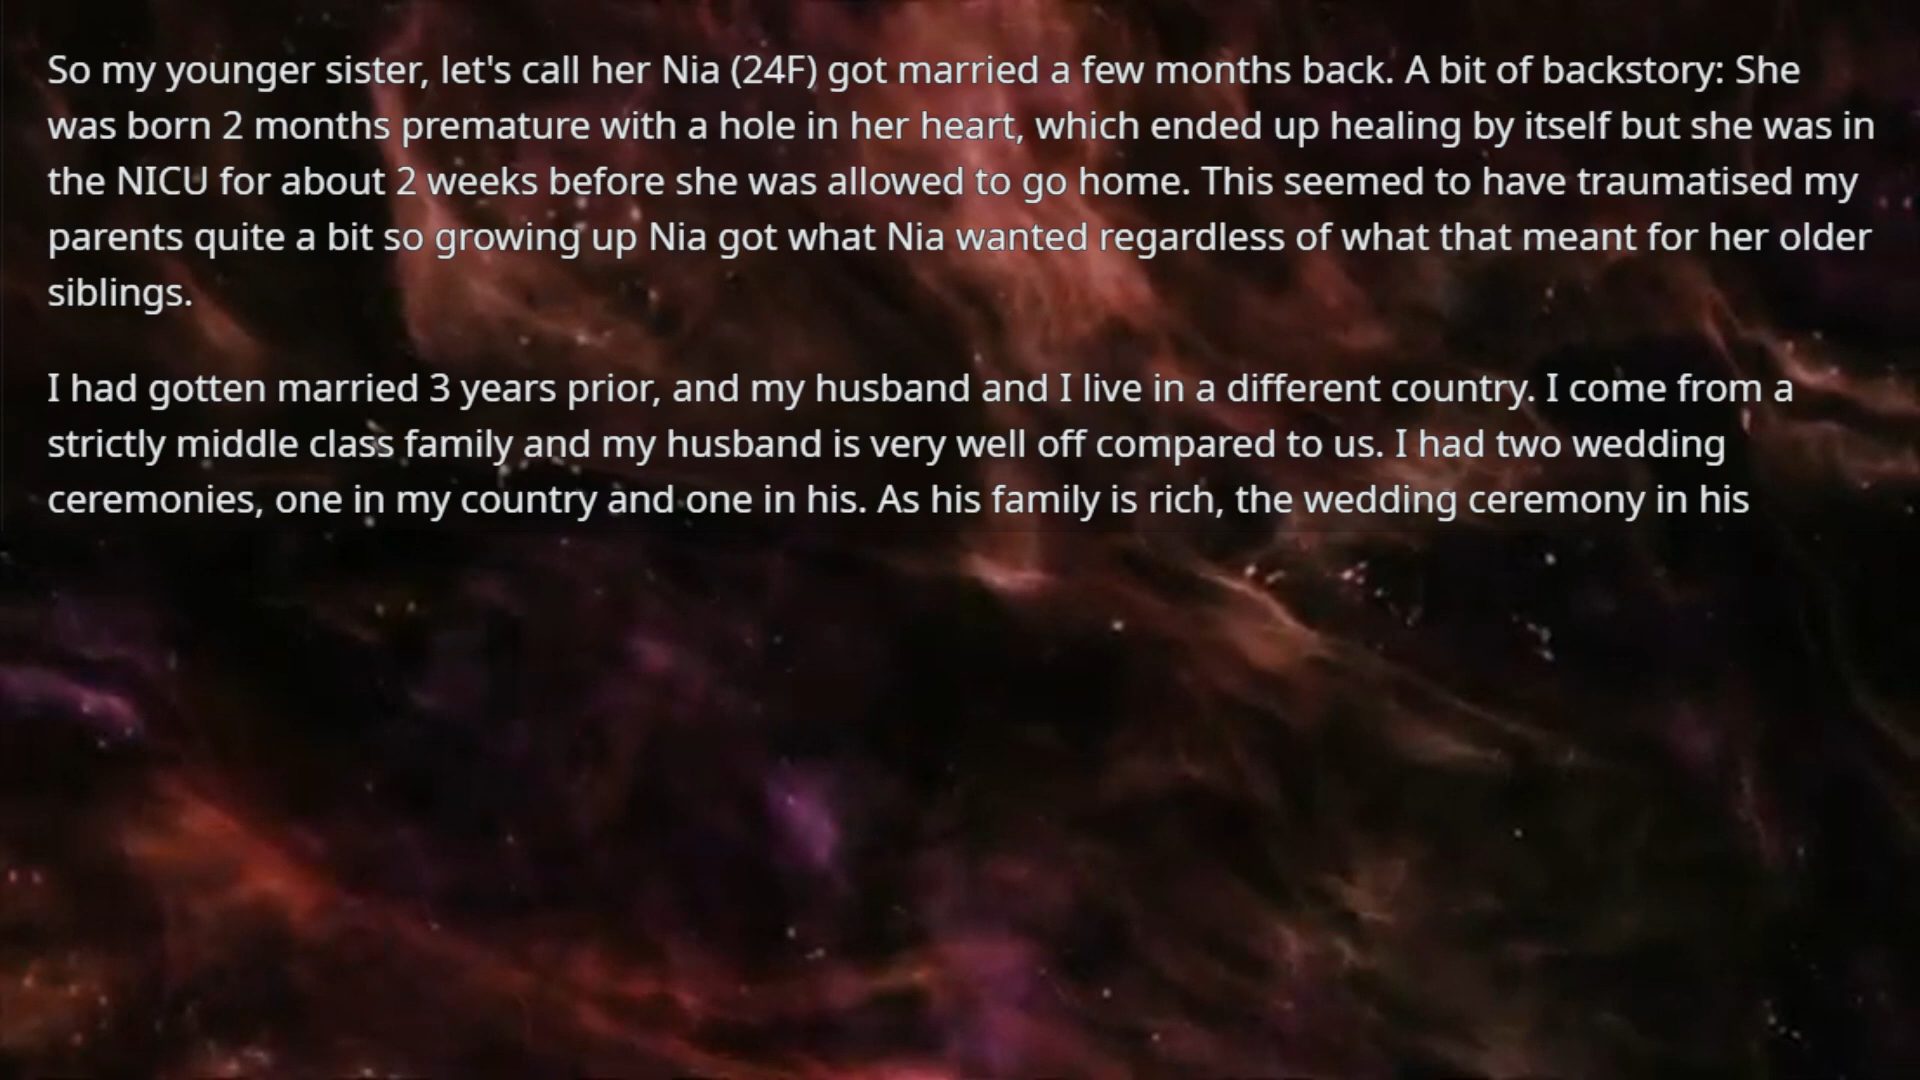 So my younger sister, let's call her Nia (24F) got married a few months back. A bit of backstory: She
was born 2 months premature with a hole in her heart, which ended up healing by itself but she was in
the NICU for about 2 weeks before she was allowed to go home. This seemed to have traumatised my
parents quite a bit so growing up Nia got what Nia wanted regardless of what that meant for her older
siblings.
I had gotten married 3 years prior, and my husband and I live in a different country. I come from a
strictly middle class family and my husband is very well off compared to us. I had two wedding
ceremonies, one in my country and one in his. As his family is rich, the wedding ceremony in his